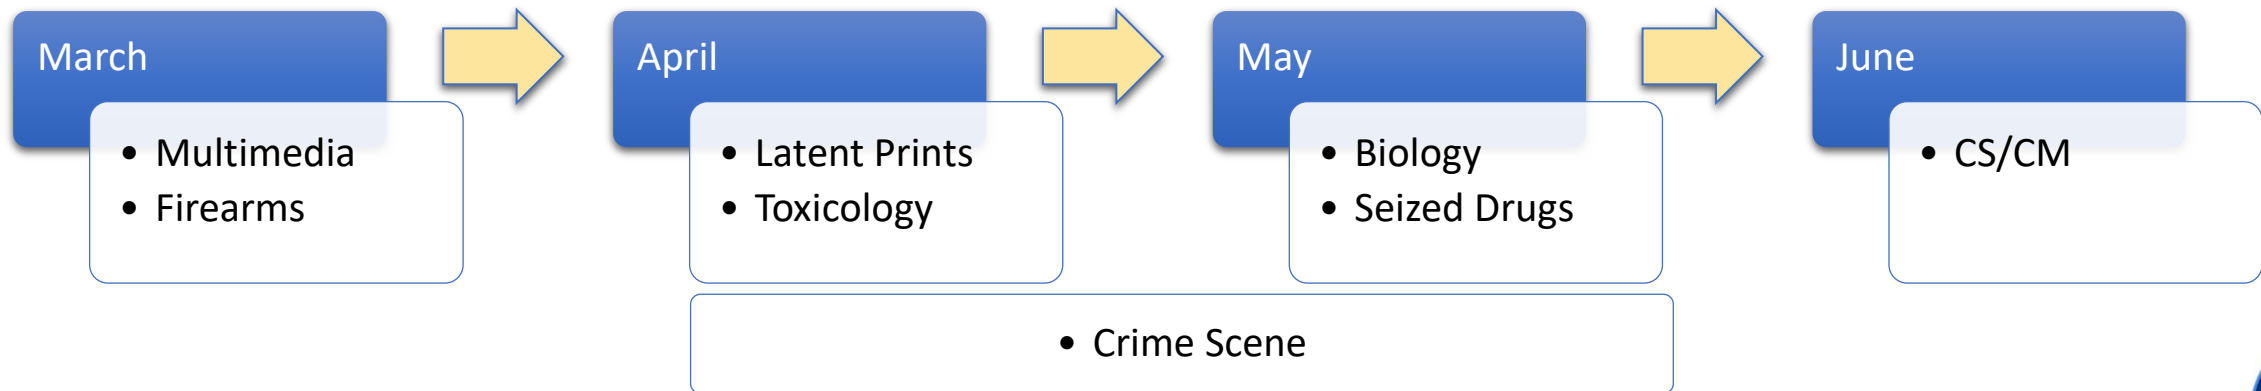 March
• Multimedia
• Firearms
April
• Latent Prints
• Toxicology
May
• Biology
• Seized Drugs
June
• CS/CM
• Crime Scene